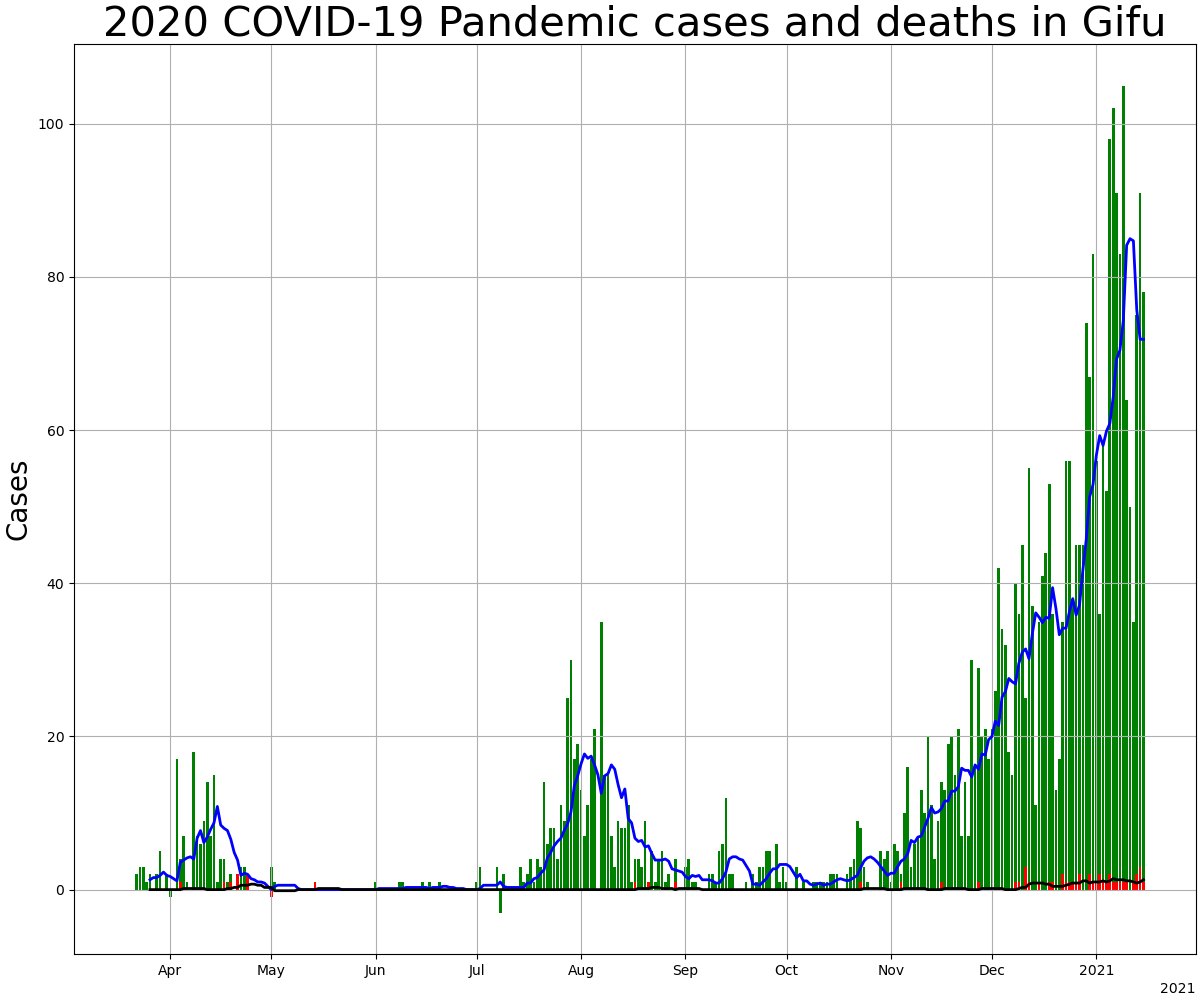 2020 COVID-19 Pandemic cases and deaths in Gifu
Cases
100
80
60
40
20
0
Apr May Jun Jul Aug Sep Oct Nov Dec 2021
2021